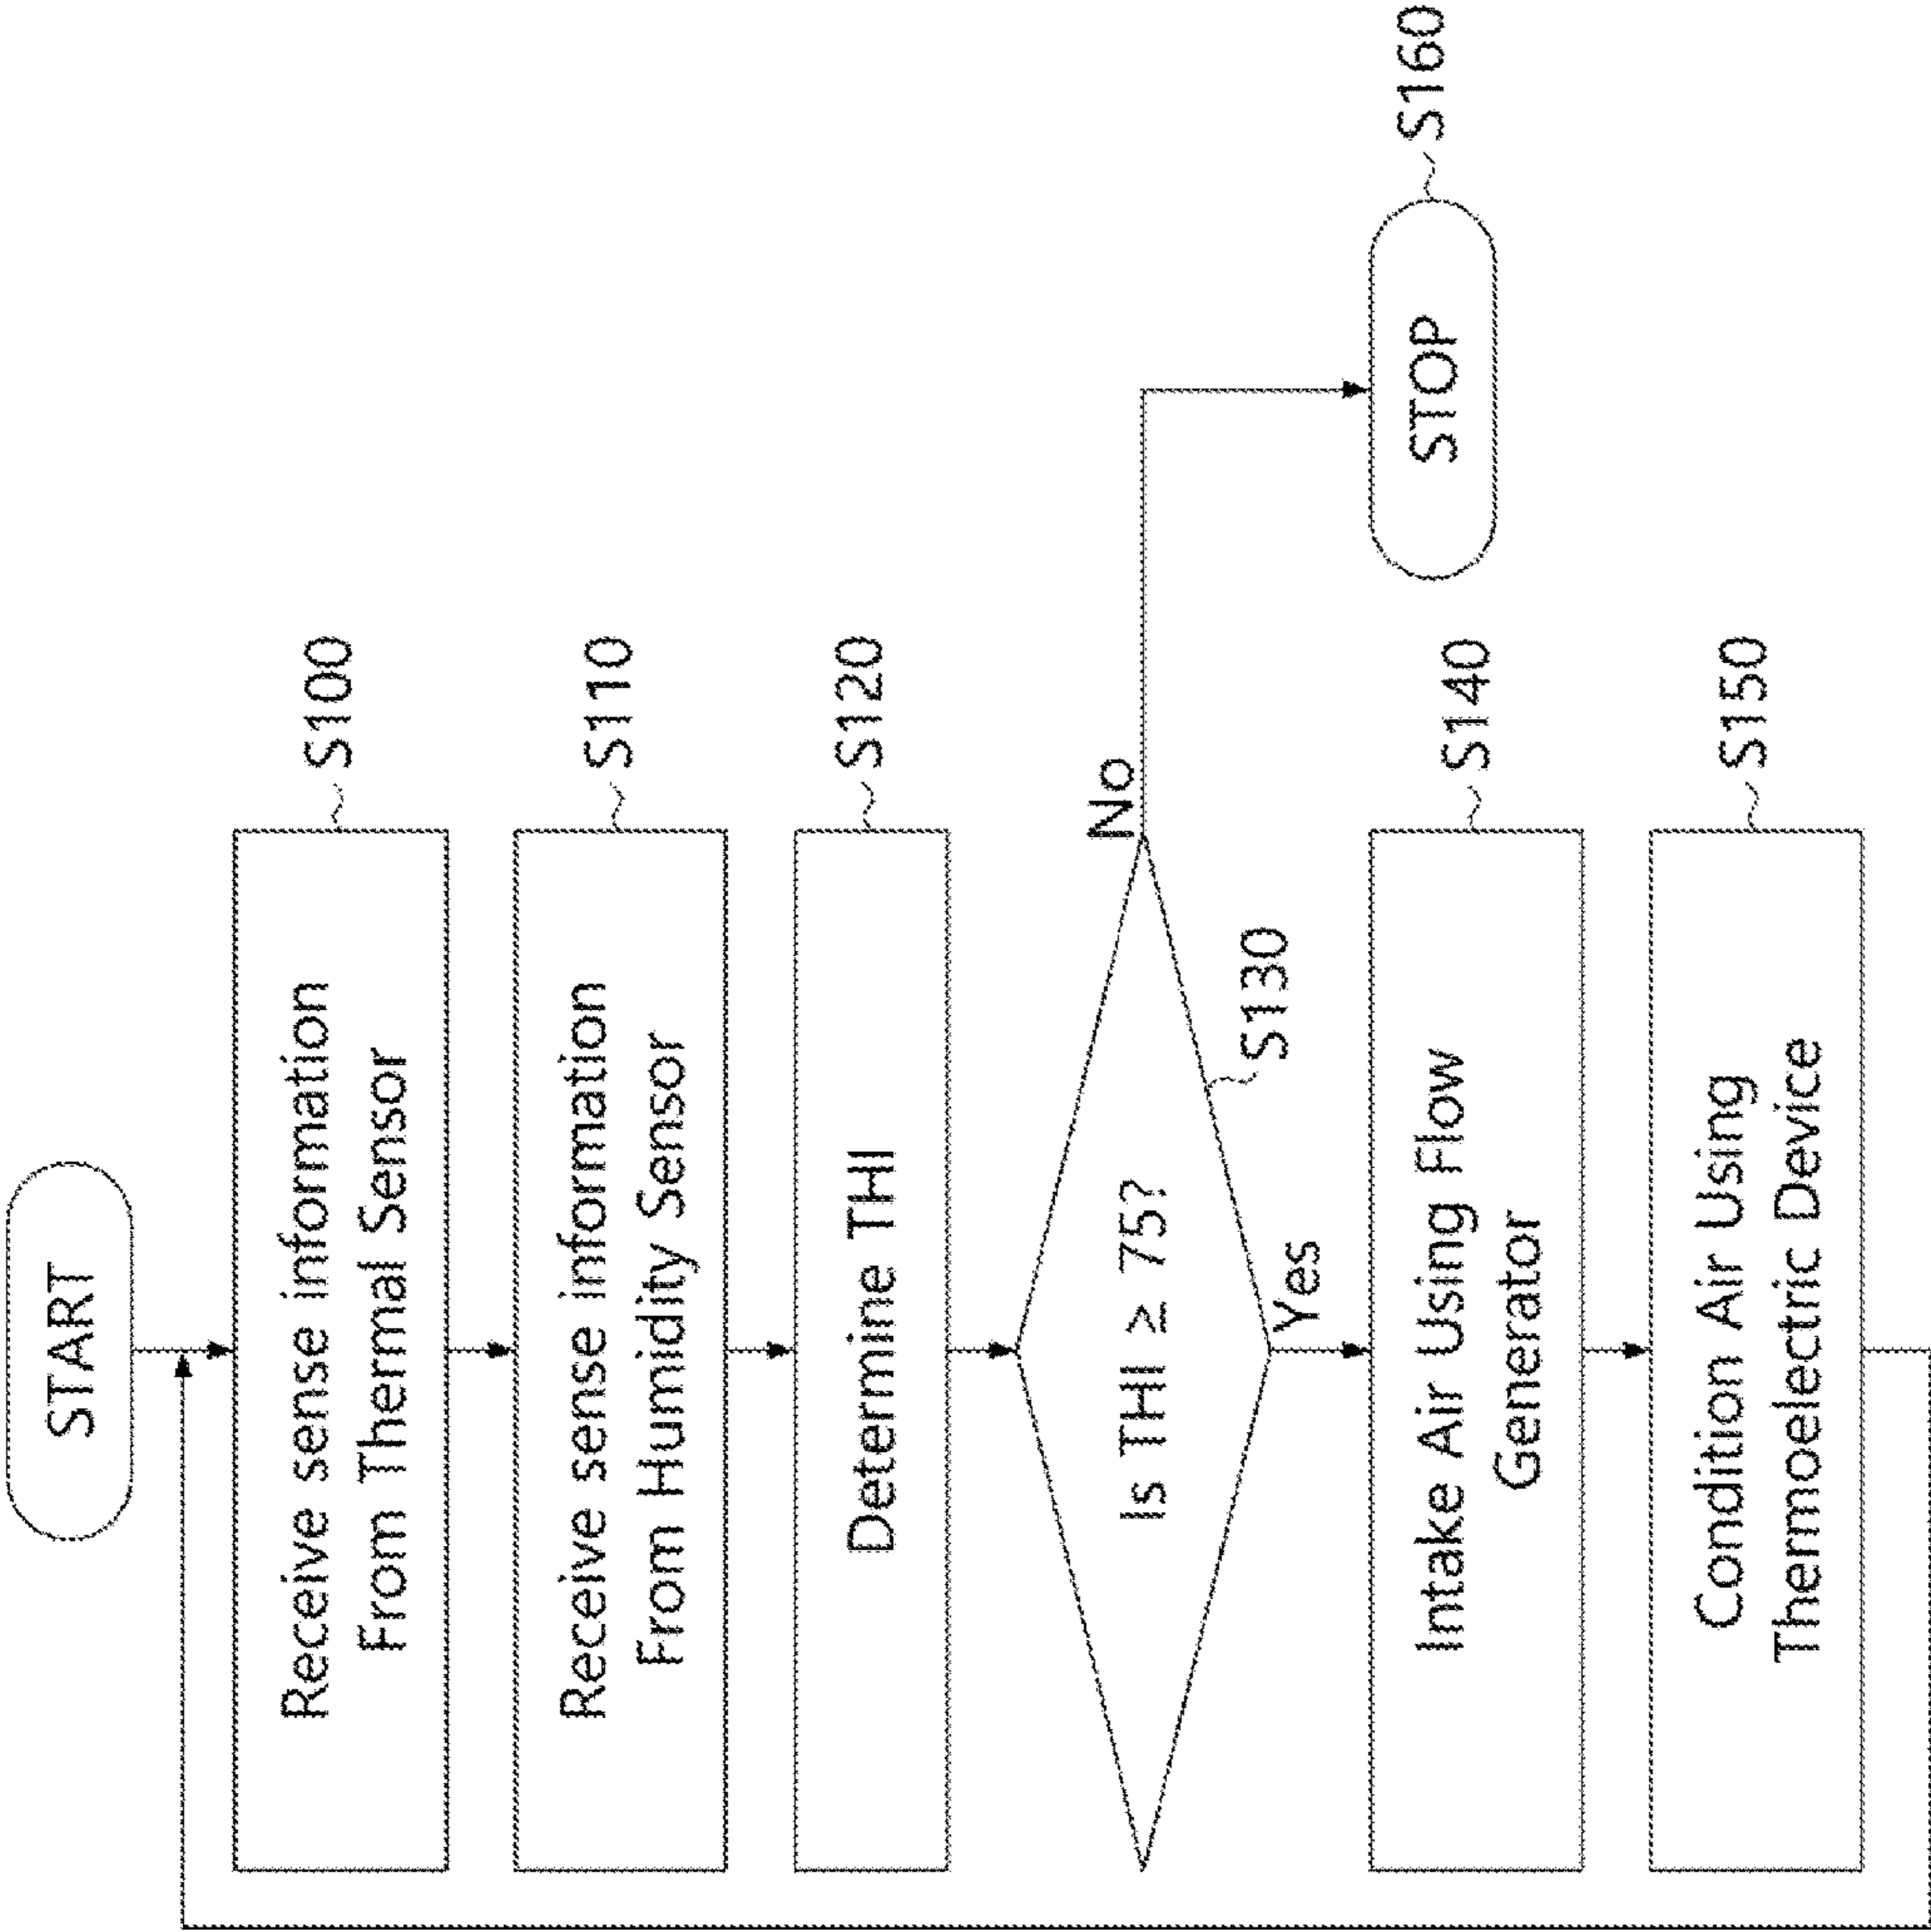 START
Receive sense information
From Thermal Sensor
S100
Receive sense information
From Humidity Sensor
S110
Determine THI
S120
Is THI ≥ 75?
No
S130
Yes
Intake Air Using Flow
Generator
S140
STOP
S160
Condition Air Using
Thermoelectric Device
S150